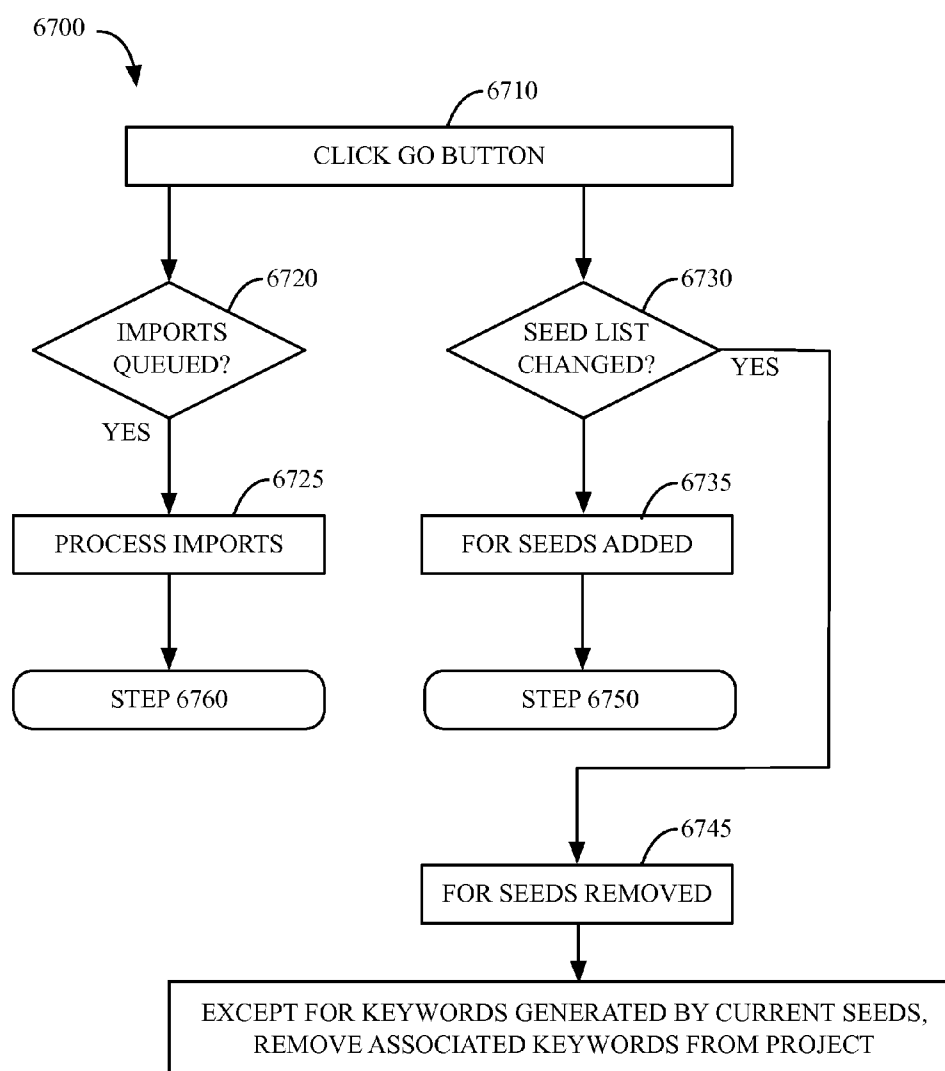 6700
6710
CLICK GO BUTTON
6720
6730
IMPORTS
QUEUED?
SEED LIST
CHANGED?
YES
YES
6725
6735
PROCESS IMPORTS
FOR SEEDS ADDED
STEP 6760
STEP 6750
6745
FOR SEEDS REMOVED
EXCEPT FOR KEYWORDS GENERATED BY CURRENT SEEDS,
REMOVE ASSOCIATED KEYWORDS FROM PROJECT